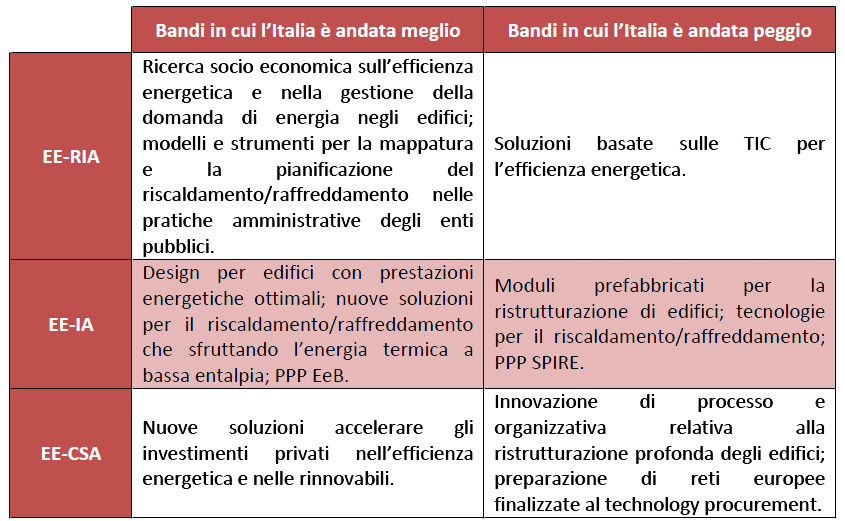 Bandi in cui l'Italia è andata meglio
Bandi in cui l'Italia è andata peggio
EE-RIA
Ricerca socio economica sull'efficienza
energetica e nella gestione della
domanda di energia negli edifici;
modelli e strumenti per la mappatura
e la pianificazione del
riscaldamento/raffreddamento nelle
pratiche amministrative degli enti
pubblici.
Soluzioni basate sulle TIC per
l'efficienza energetica.
EE-IA
Design per edifici con prestazioni
energetiche ottimali; nuove soluzioni
per il riscaldamento/raffreddamento
che sfruttando l'energia termica a
bassa entalpia; PPP EeB.
Moduli prefabbricati per la
ristrutturazione di edifici; tecnologie
per il riscaldamento/raffreddamento;
PPP SPIRE.
EE-CSA
Nuove soluzioni accelerare gli
investimenti privati nell'efficienza
energetica e nelle rinnovabili.
Innovazione di processo e
organizzativa relativa alla
ristrutturazione profonda degli edifici;
preparazione di reti europee
finalizzate al technology procurement.